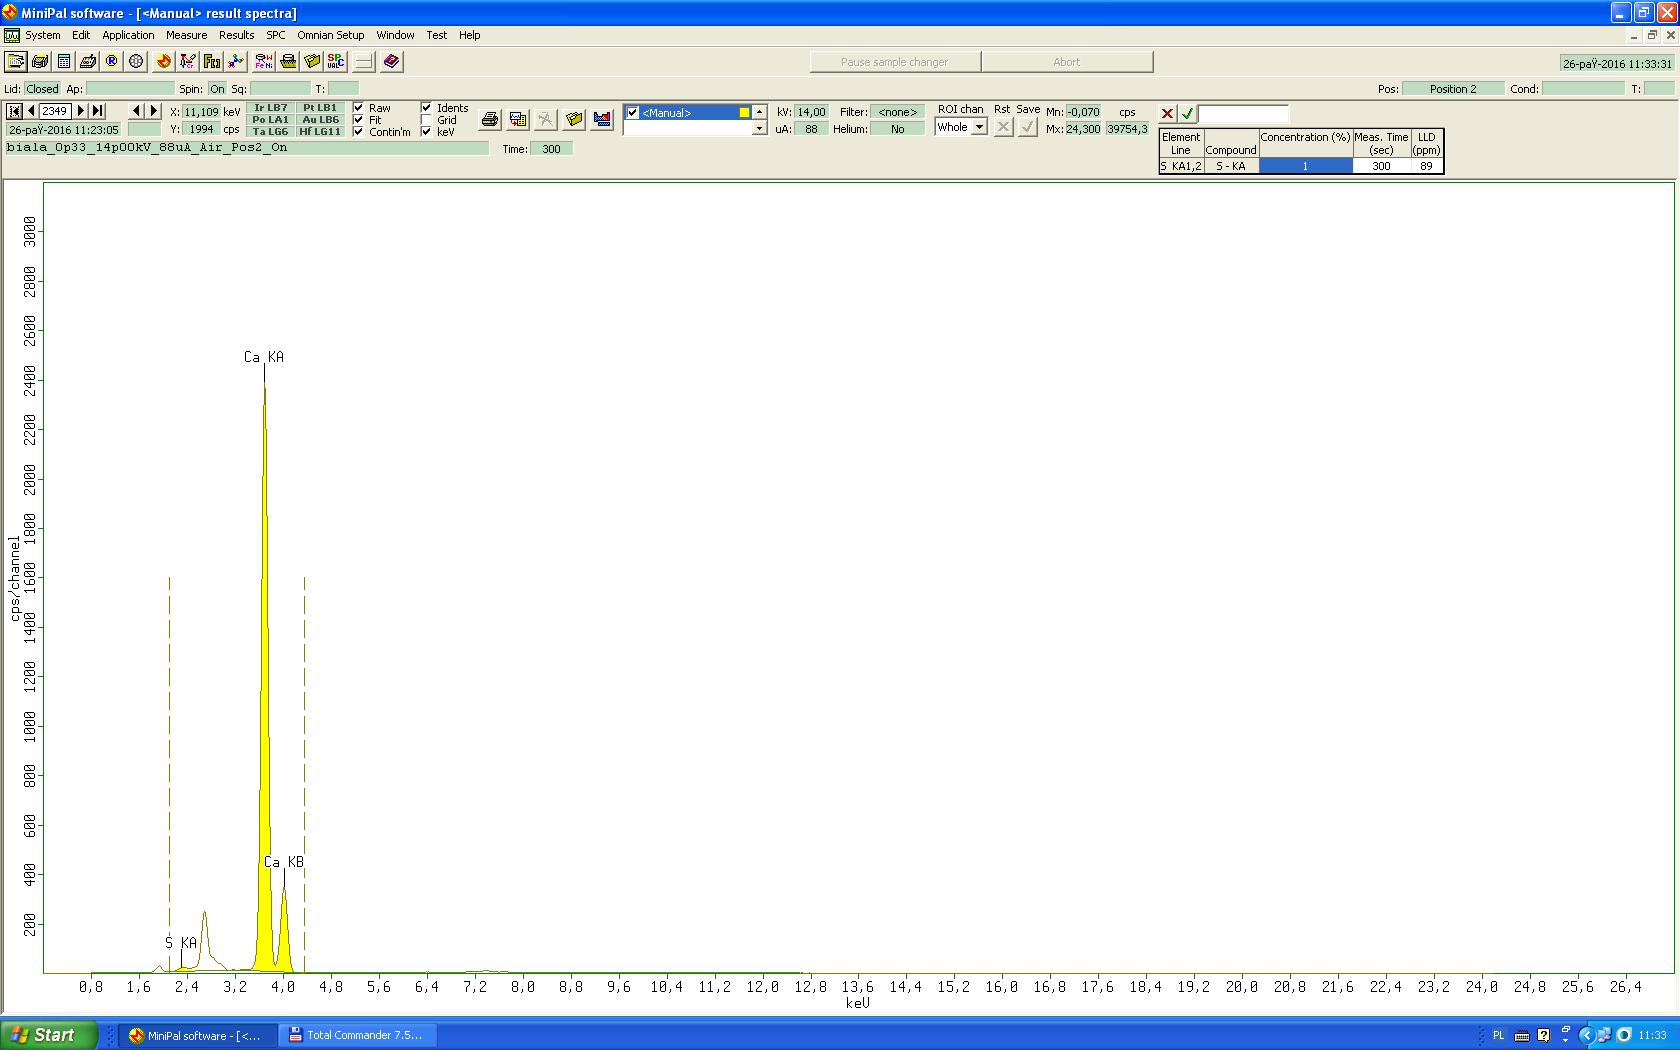 MiniPal software - [<Manual> result spectra]
System Edit Application Measure Results SPC Omnian Setup Window Test Help
Pause sample changer Abort 26-paŸ-2016 11:33:31
Lid: Closed Ap: Spin: On Sq: T: Pos: Position 2 Cond: T:
2349 X: 11,109 keV Ir LB7 Pt LB1 Raw Idents <Manual> kV: 14,00 Filter: <none> ROI chan Rst Save Mn: -0,070 cps
Po LA1 Au LB6 Fit Grid
26-paŸ-2016 11:23:05 Y: 1994 cps Ta LG6 Hf LG11 Contin'm keV uA: 88 Helium: No Whole Mx: 24,300 39754,3
biala_Op33_14p00kV_88uA_Air_Pos2_On Time: 300
Element Line Compound Concentration (%) Meas. Time (sec) LLD (ppm)
S KA1,2 S - KA 1 300 89
cps/channel
3000
2800
2600
2400
2200
2000
1800
1600
1400
1200
1000
800
600
400
200
Ca KA
Ca KB
S KA
0,8 1,6 2,4 3,2 4,0 4,8 5,6 6,4 7,2 8,0 8,8 9,6 10,4 11,2 12,0 12,8 13,6 14,4 15,2 16,0 16,8 17,6 18,4 19,2 20,0 20,8 21,6 22,4 23,2 24,0 24,8 25,6 26,4
keV
Start MiniPal software - [<... Total Commander 7.5... PL 11:33